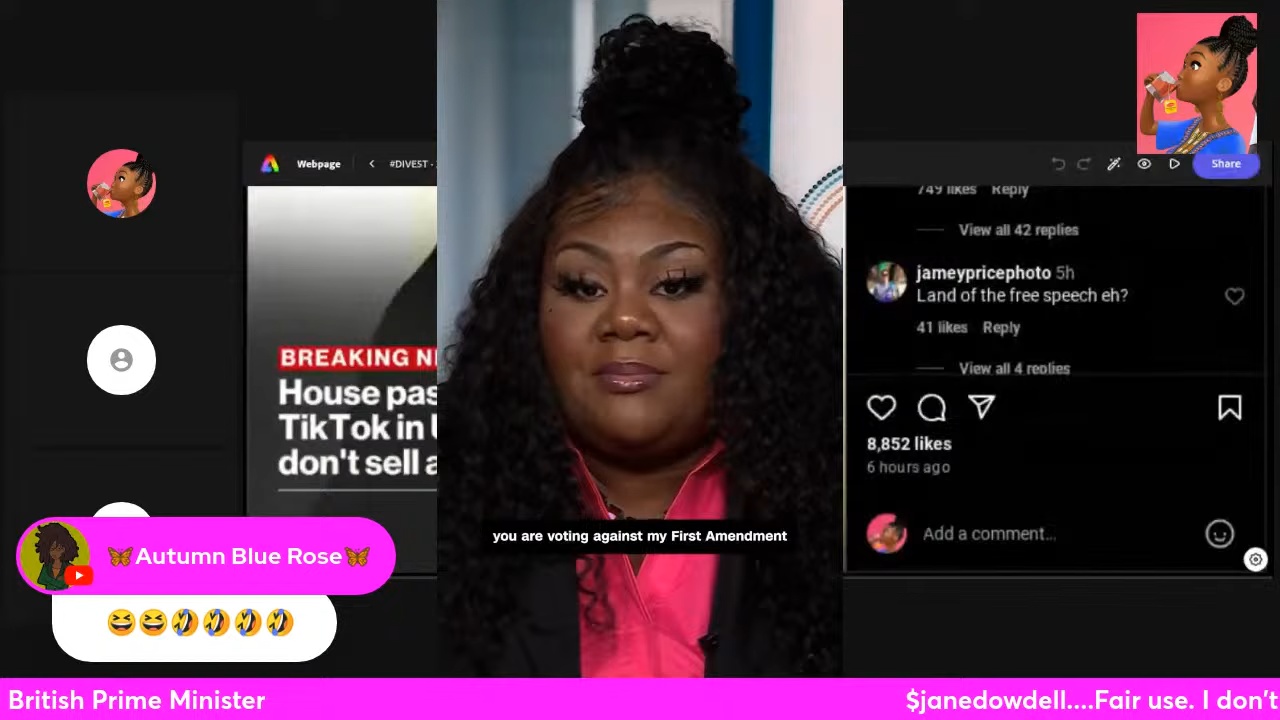 Webpage
#DIVEST
Share
BREAKING
House
TikTok in
don't sell
you are voting against my First Amendment
749 likes Reply
View all 42 replies
jameypricephoto 5h
Land of the free speech eh?
41 likes Reply
View all 4 replies
8,852 likes
6 hours ago
Add a comment...
🦋Autumn Blue Rose🦋
😆😆🤣🤣🤣🤣
British Prime Minister
$janedowdell....Fair use. I don't